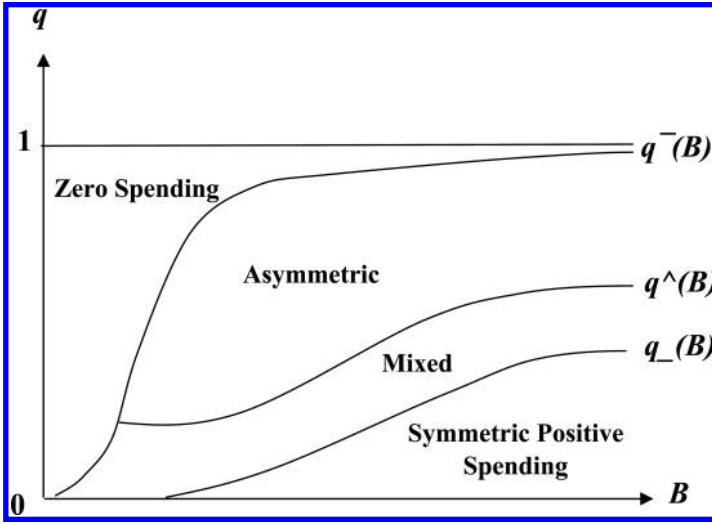 q
1
q¯(B)
Zero Spending
Asymmetric
q^(B)
q_(B)
Mixed
Symmetric Positive
Spending
0
B